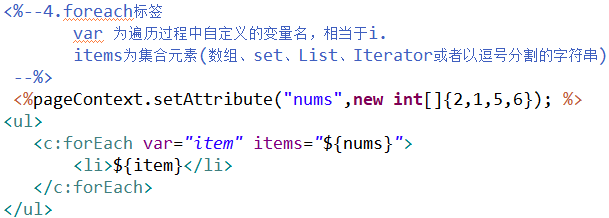 <%--4.foreach标签
var 为遍历过程中自定义的变量名，相当于i.
items为集合元素(数组、set、List、Iterator或者以逗号分割的字符串)
--%>
<%pageContext.setAttribute("nums",new int[]{2,1,5,6}); %>
<ul>
<c:forEach var="item" items="${nums}">
<li>${item}</li>
</c:forEach>
</ul>